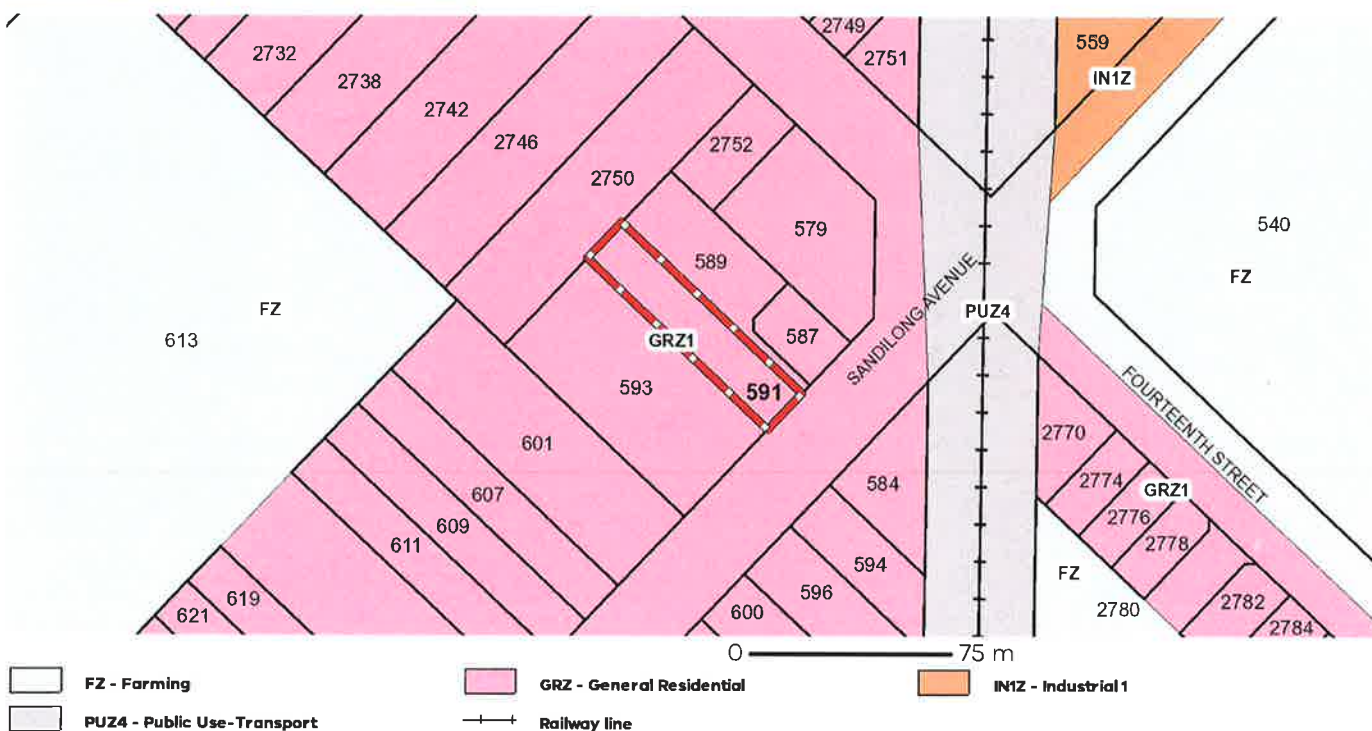 2749
559
2732
2751
IN1Z
2738
2742
2746
2752
2750
579
540
589
FZ
FZ
SANDILONG AVENUE
PUZ4
613
587
GRZ1
593
591
FOURTEENTH STREET
601
2770
584
2774
GRZ1
607
2776
609
2778
611
594
FZ
596
2780
2782
619
600
621
2784
0 75 m
FZ - Farming
GRZ - General Residential
IN1Z - Industrial 1
PUZ4 - Public Use-Transport
Railway line